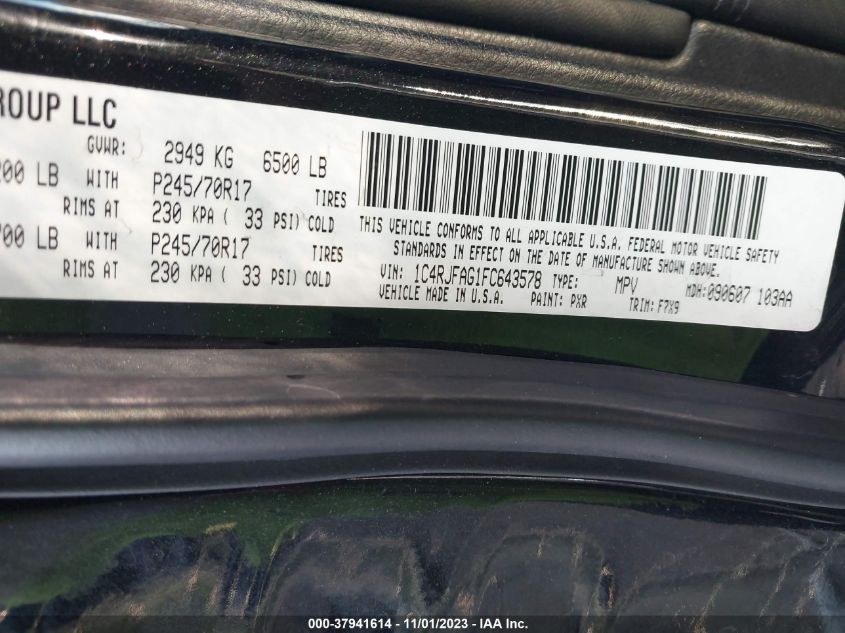 ROUP LLC
GVWR: 2949 KG 6500 LB
200 LB WITH P245/70R17 TIRES
RIMS AT 230 KPA ( 33 PSI) COLD
700 LB WITH P245/70R17 TIRES
RIMS AT 230 KPA ( 33 PSI) COLD
THIS VEHICLE CONFORMS TO ALL APPLICABLE U.S.A. FEDERAL MOTOR VEHICLE SAFETY
STANDARDS IN EFFECT ON THE DATE OF MANUFACTURE SHOWN ABOVE.
VIN: 1C4RJFAG1FC643578 TYPE: MPV MDH: 090607 103AA
VEHICLE MADE IN U.S.A. PAINT: PXR TRIM: F7X9
000-37941614 - 11/01/2023 - IAA Inc.